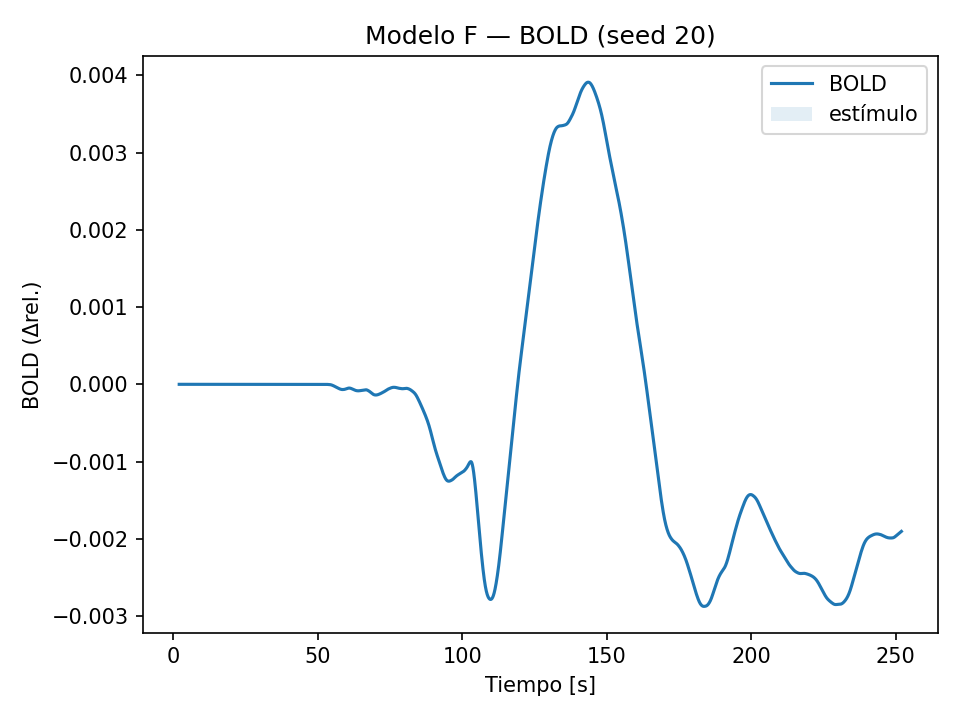 Modelo F — BOLD (seed 20)
BOLD
estímulo
0.004
0.003
0.002
0.001
0.000
−0.001
−0.002
−0.003
BOLD (Δrel.)
0
50
100
150
200
250
Tiempo [s]